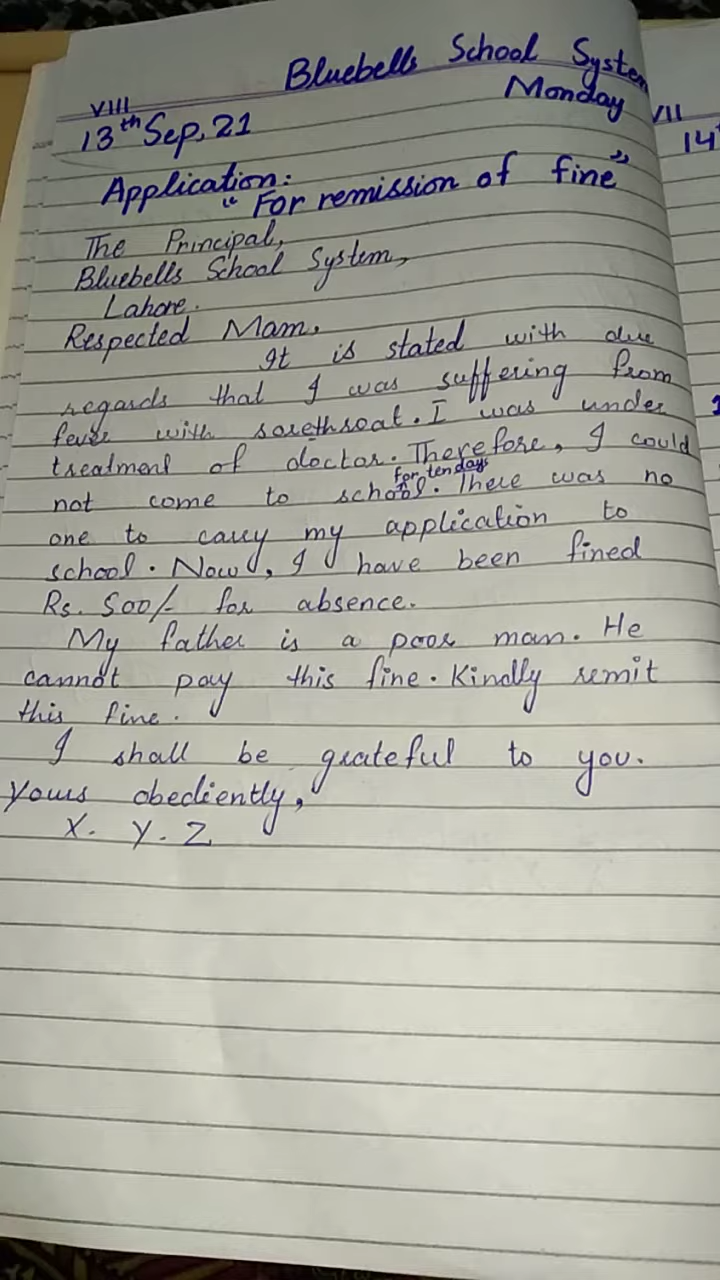 Bluebells School System
VIII Monday
13th Sep, 21
Application:
"For remission of fine"
The Principal,
Bluebells School System,
Lahore.
Respected Mam.
It is stated with due
regards that I was suffering from
fever with sorethroat. I was under
treatment of doctor. Therefore, I could
for ten days
not come to school. There was no
one to carry my application to
school. Now, I have been fined
Rs. 500/- for absence.
My father is a poor man. He
cannot pay this fine. Kindly remit
this fine.
I shall be grateful to you.
Yours obediently,
X. Y. Z
VII
14